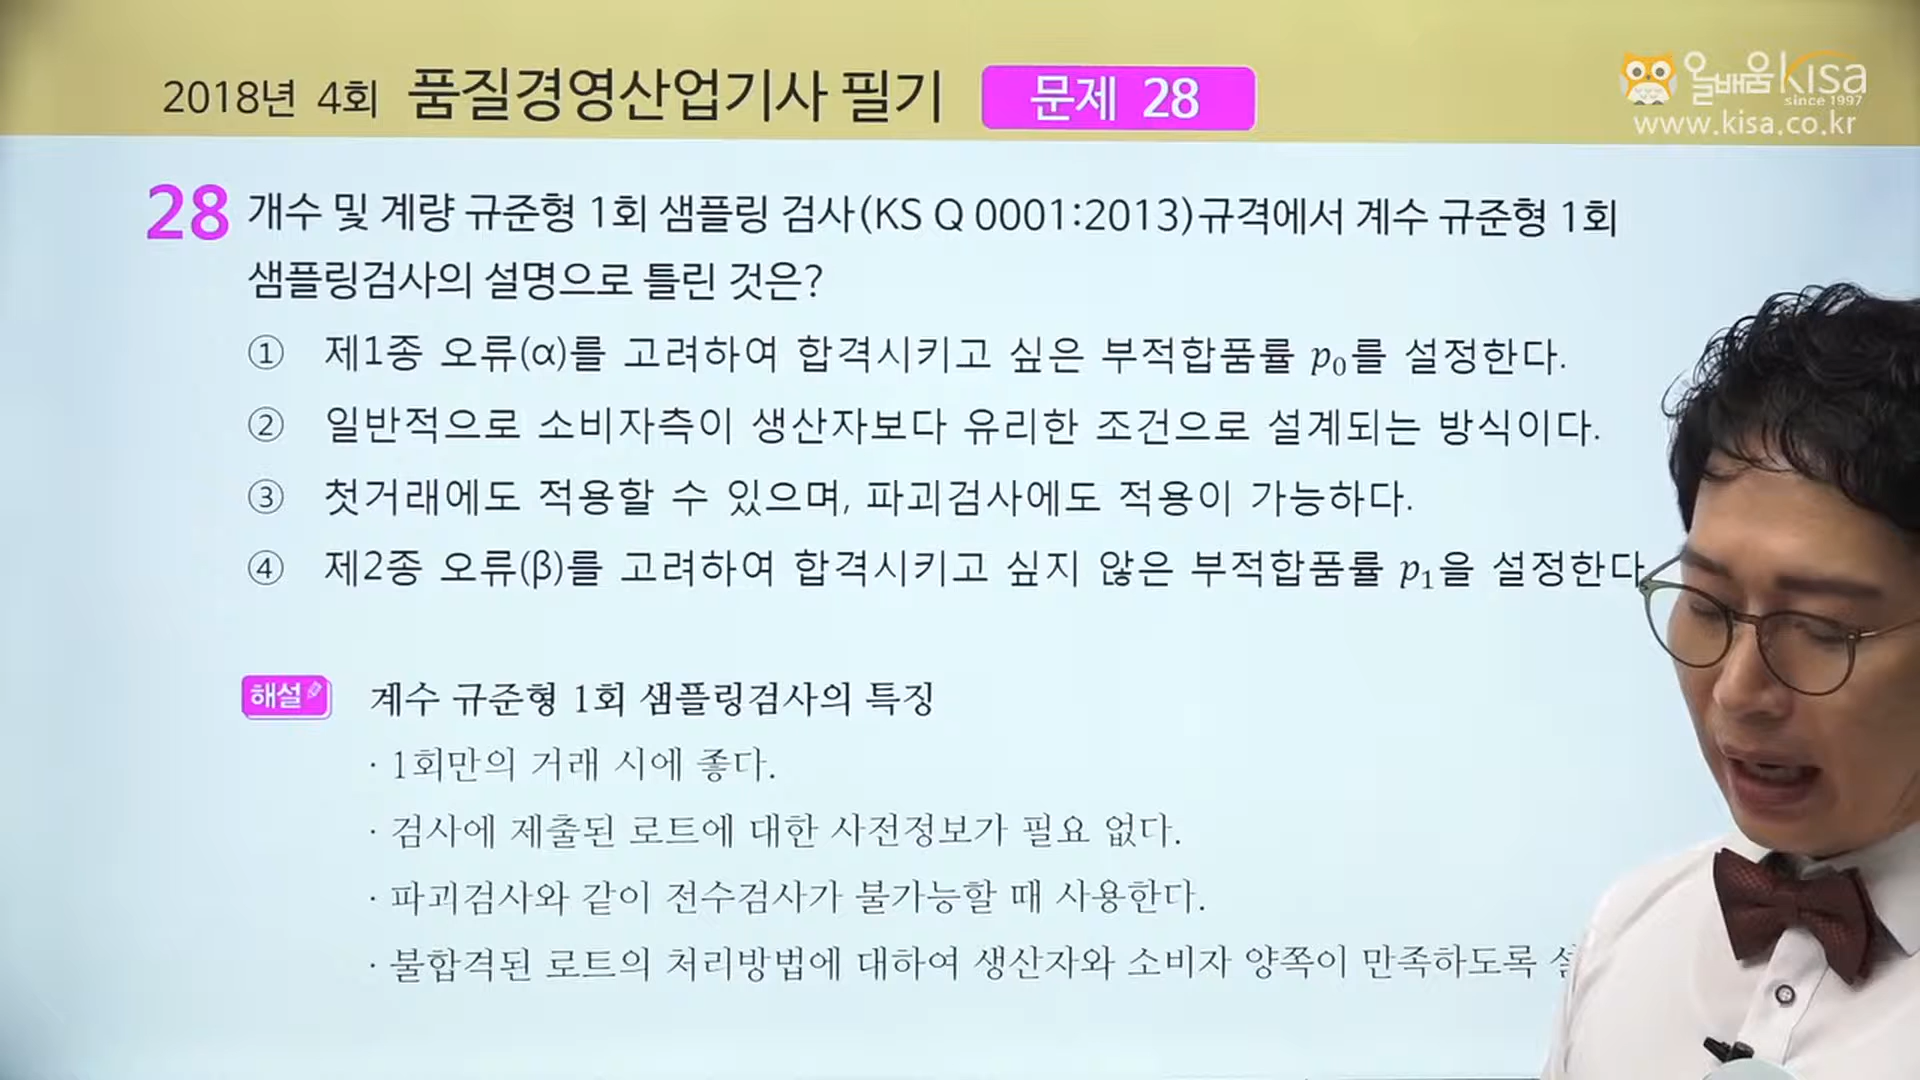 2018년 4회 품질경영산업기사 필기 문제 28
올배움 kisa
since 1997
www.kisa.co.kr
28 개수 및 계량 규준형 1회 샘플링 검사(KS Q 0001:2013)규격에서 계수 규준형 1회
샘플링검사의 설명으로 틀린 것은?
① 제1종 오류(α)를 고려하여 합격시키고 싶은 부적합품률 p₀를 설정한다.
② 일반적으로 소비자측이 생산자보다 유리한 조건으로 설계되는 방식이다.
③ 첫거래에도 적용할 수 있으며, 파괴검사에도 적용이 가능하다.
④ 제2종 오류(β)를 고려하여 합격시키고 싶지 않은 부적합품률 p₁을 설정한다
해설 계수 규준형 1회 샘플링검사의 특징
· 1회만의 거래 시에 좋다.
· 검사에 제출된 로트에 대한 사전정보가 필요 없다.
· 파괴검사와 같이 전수검사가 불가능할 때 사용한다.
· 불합격된 로트의 처리방법에 대하여 생산자와 소비자 양쪽이 만족하도록